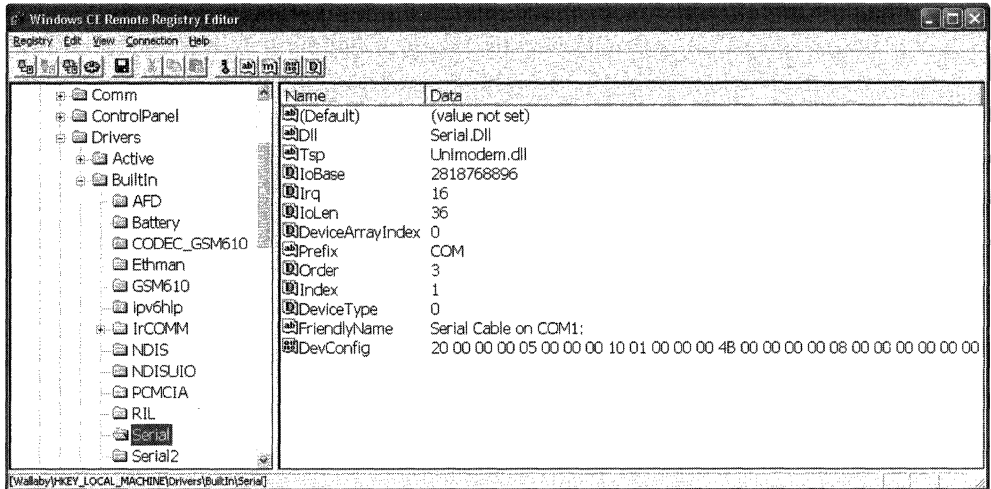 Windows CE Remote Registry Editor
Registry Edit View Connection Help
Comm
ControlPanel
Drivers
Active
BuiltIn
AFD
Battery
CODEC_GSM610
Ethman
GSM610
ipv6hlp
IrCOMM
NDIS
NDISUIO
PCMCIA
RIL
Serial
Serial2
Name Data
(Default) (value not set)
Dll Serial.Dll
Tsp Unimodem.dll
IoBase 2818768896
Irq 16
IoLen 36
DeviceArrayIndex 0
Prefix COM
Order 3
Index 1
DeviceType 0
FriendlyName Serial Cable on COM1:
DevConfig 20 00 00 00 05 00 00 00 10 01 00 00 00 4B 00 00 00 00 08 00 00 00 00 00 00
[Wallaby\HKEY_LOCAL_MACHINE\Drivers\BuiltIn\Serial]